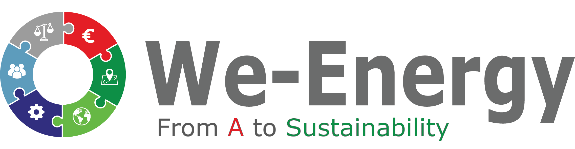 €
We-Energy
From A to Sustainability